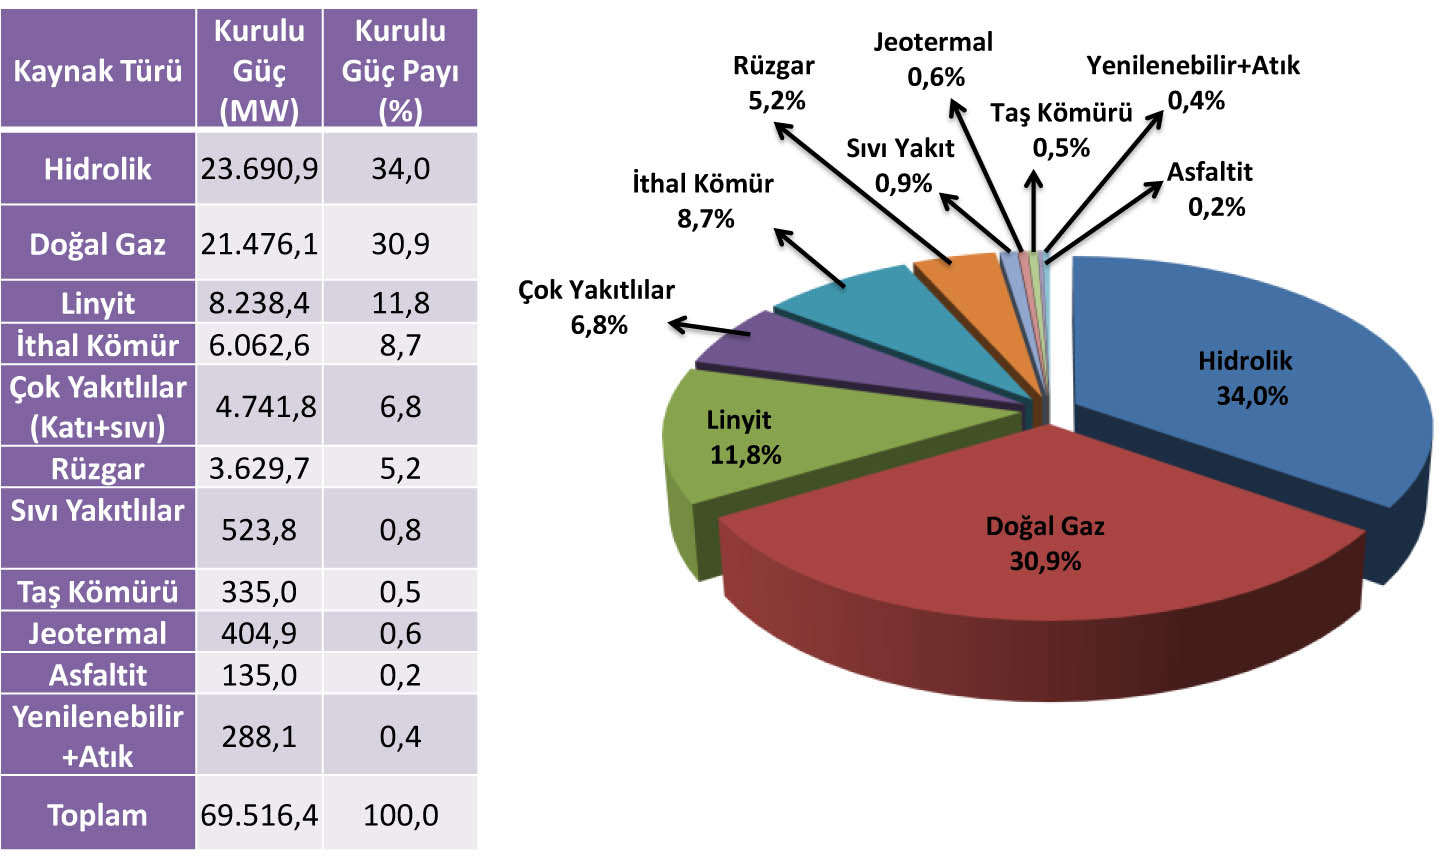 Kaynak Türü
Kurulu
Güç
(MW)
Kurulu
Güç Payı
(%)
Hidrolik 23.690,9 34,0
Doğal Gaz 21.476,1 30,9
Linyit 8.238,4 11,8
İthal Kömür 6.062,6 8,7
Çok Yakıtlılar
(Katı+sıvı) 4.741,8 6,8
Rüzgar 3.629,7 5,2
Sıvı Yakıtlılar 523,8 0,8
Taş Kömürü 335,0 0,5
Jeotermal 404,9 0,6
Asfaltit 135,0 0,2
Yenilenebilir
+Atık 288,1 0,4
Toplam 69.516,4 100,0
Jeotermal
0,6%
Rüzgar
5,2%
Yenilenebilir+Atık
0,4%
Taş Kömürü
0,5%
Sıvı Yakıt
0,9%
Asfaltit
0,2%
İthal Kömür
8,7%
Çok Yakıtlılar
6,8%
Hidrolik
34,0%
Linyit
11,8%
Doğal Gaz
30,9%